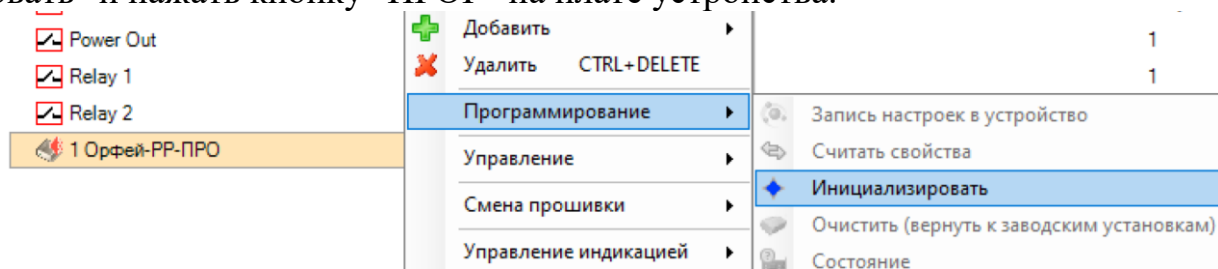 Power Out
Relay 1
Relay 2
1 Орфей-РР-ПРО
Добавить
Удалить CTRL+DELETE
Программирование
Управление
Смена прошивки
Управление индикацией
1
1
Запись настроек в устройство
Считать свойства
Инициализировать
Очистить (вернуть к заводским установкам)
Состояние